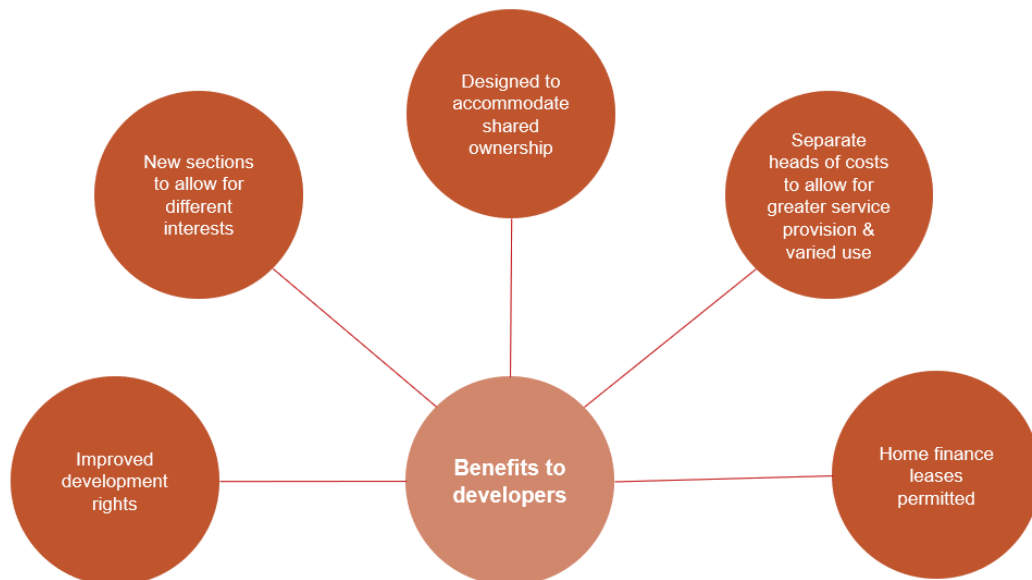 Designed to
accommodate
shared
ownership
New sections
to allow for
different
interests
Separate
heads of costs
to allow for
greater service
provision &
varied use
Improved
development
rights
Benefits to
developers
Home finance
leases
permitted